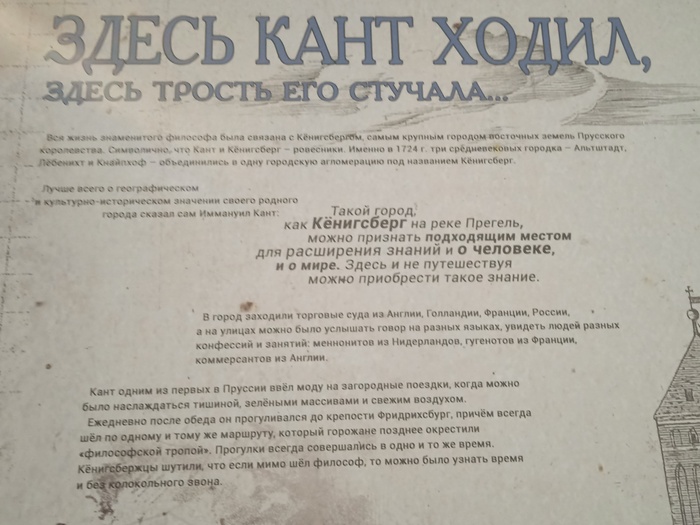 ЗДЕСЬ КАНТ ХОДИЛ,
ЗДЕСЬ ТРОСТЬ ЕГО СТУЧАЛА...
Вся жизнь знаменитого философа была связана с Кёнигсбергом, самым крупным городом восточных земель Прусского
королевства. Символично, что Кант и Кёнигсберг – ровесники. Именно в 1724 г. три средневековых городка – Альтштадт,
Лёбенихт и Кнайпхоф – объединились в одну городскую агломерацию под названием Кёнигсберг.
Лучше всего о географическом
и культурно-историческом значении своего родного
города сказал сам Иммануил Кант:
Такой город,
как Кёнигсберг на реке Прегель,
можно признать подходящим местом
для расширения знаний и о человеке,
и о мире. Здесь и не путешествуя
можно приобрести такое знание.
В город заходили торговые суда из Англии, Голландии, Франции, России,
а на улицах можно было услышать говор на разных языках, увидеть людей разных
конфессий и занятий: меннонитов из Нидерландов, гугенотов из Франции,
коммерсантов из Англии.
Кант одним из первых в Пруссии ввёл моду на загородные поездки, когда можно
было наслаждаться тишиной, зелёными массивами и свежим воздухом.
Ежедневно после обеда он прогуливался до крепости Фридрихсбург, причём всегда
шёл по одному и тому же маршруту, который горожане позднее окрестили
«философской тропой». Прогулки всегда совершались в одно и то же время.
Кёнигсбержцы шутили, что если мимо шёл философ, то можно было узнать время
и без колокольного звона.